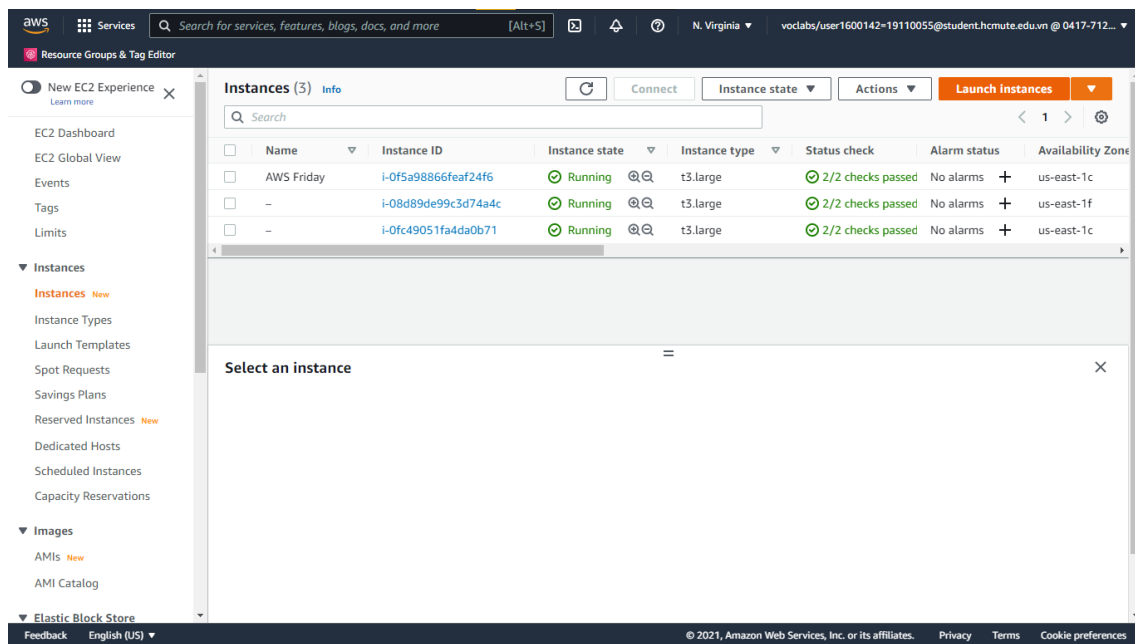 aws Services Search for services, features, blogs, docs, and more [Alt+S] N. Virginia ▼ voclabs/user1600142=19110055@student.hcmute.edu.vn @ 0417-712... ▼
Resource Groups & Tag Editor
New EC2 Experience
Learn more
EC2 Dashboard
EC2 Global View
Events
Tags
Limits
Instances
Instances New
Instance Types
Launch Templates
Spot Requests
Savings Plans
Reserved Instances New
Dedicated Hosts
Scheduled Instances
Capacity Reservations
Images
AMIs New
AMI Catalog
Elastic Block Store
Instances (3) Info Connect Instance state ▼ Actions ▼ Launch instances ▼
Search 1
Name Instance ID Instance state Instance type Status check Alarm status Availability Zone
AWS Friday i-0f5a98866feaf24f6 Running t3.large 2/2 checks passed No alarms + us-east-1c
– i-08d89de99c3d74a4c Running t3.large 2/2 checks passed No alarms + us-east-1f
– i-0fc49051fa4da0b71 Running t3.large 2/2 checks passed No alarms + us-east-1c
Select an instance
Feedback English (US) ▼ © 2021, Amazon Web Services, Inc. or its affiliates. Privacy Terms Cookie preferences